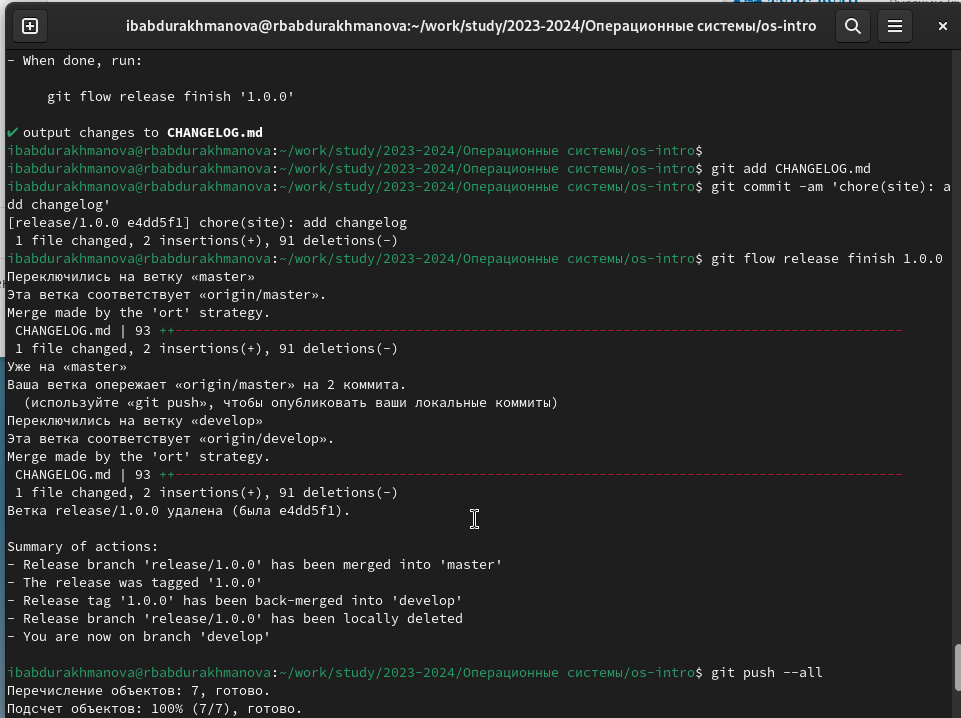 ibabdurakhmanova@rbabdurakhmanova:~/work/study/2023-2024/Операционные системы/os-intro
- When done, run:
git flow release finish '1.0.0'
✔ output changes to CHANGELOG.md
ibabdurakhmanova@rbabdurakhmanova:~/work/study/2023-2024/Операционные системы/os-intro$
ibabdurakhmanova@rbabdurakhmanova:~/work/study/2023-2024/Операционные системы/os-intro$ git add CHANGELOG.md
ibabdurakhmanova@rbabdurakhmanova:~/work/study/2023-2024/Операционные системы/os-intro$ git commit -am 'chore(site): a
dd changelog'
[release/1.0.0 e4dd5f1] chore(site): add changelog
1 file changed, 2 insertions(+), 91 deletions(-)
ibabdurakhmanova@rbabdurakhmanova:~/work/study/2023-2024/Операционные системы/os-intro$ git flow release finish 1.0.0
Переключились на ветку «master»
Эта ветка соответствует «origin/master».
Merge made by the 'ort' strategy.
CHANGELOG.md | 93 ++-------------------------------------------------------------------------------------------
1 file changed, 2 insertions(+), 91 deletions(-)
Уже на «master»
Ваша ветка опережает «origin/master» на 2 коммита.
(используйте «git push», чтобы опубликовать ваши локальные коммиты)
Переключились на ветку «develop»
Эта ветка соответствует «origin/develop».
Merge made by the 'ort' strategy.
CHANGELOG.md | 93 ++-------------------------------------------------------------------------------------------
1 file changed, 2 insertions(+), 91 deletions(-)
Ветка release/1.0.0 удалена (была e4dd5f1).
Summary of actions:
- Release branch 'release/1.0.0' has been merged into 'master'
- The release was tagged '1.0.0'
- Release tag '1.0.0' has been back-merged into 'develop'
- Release branch 'release/1.0.0' has been locally deleted
- You are now on branch 'develop'
ibabdurakhmanova@rbabdurakhmanova:~/work/study/2023-2024/Операционные системы/os-intro$ git push --all
Перечисление объектов: 7, готово.
Подсчет объектов: 100% (7/7), готово.